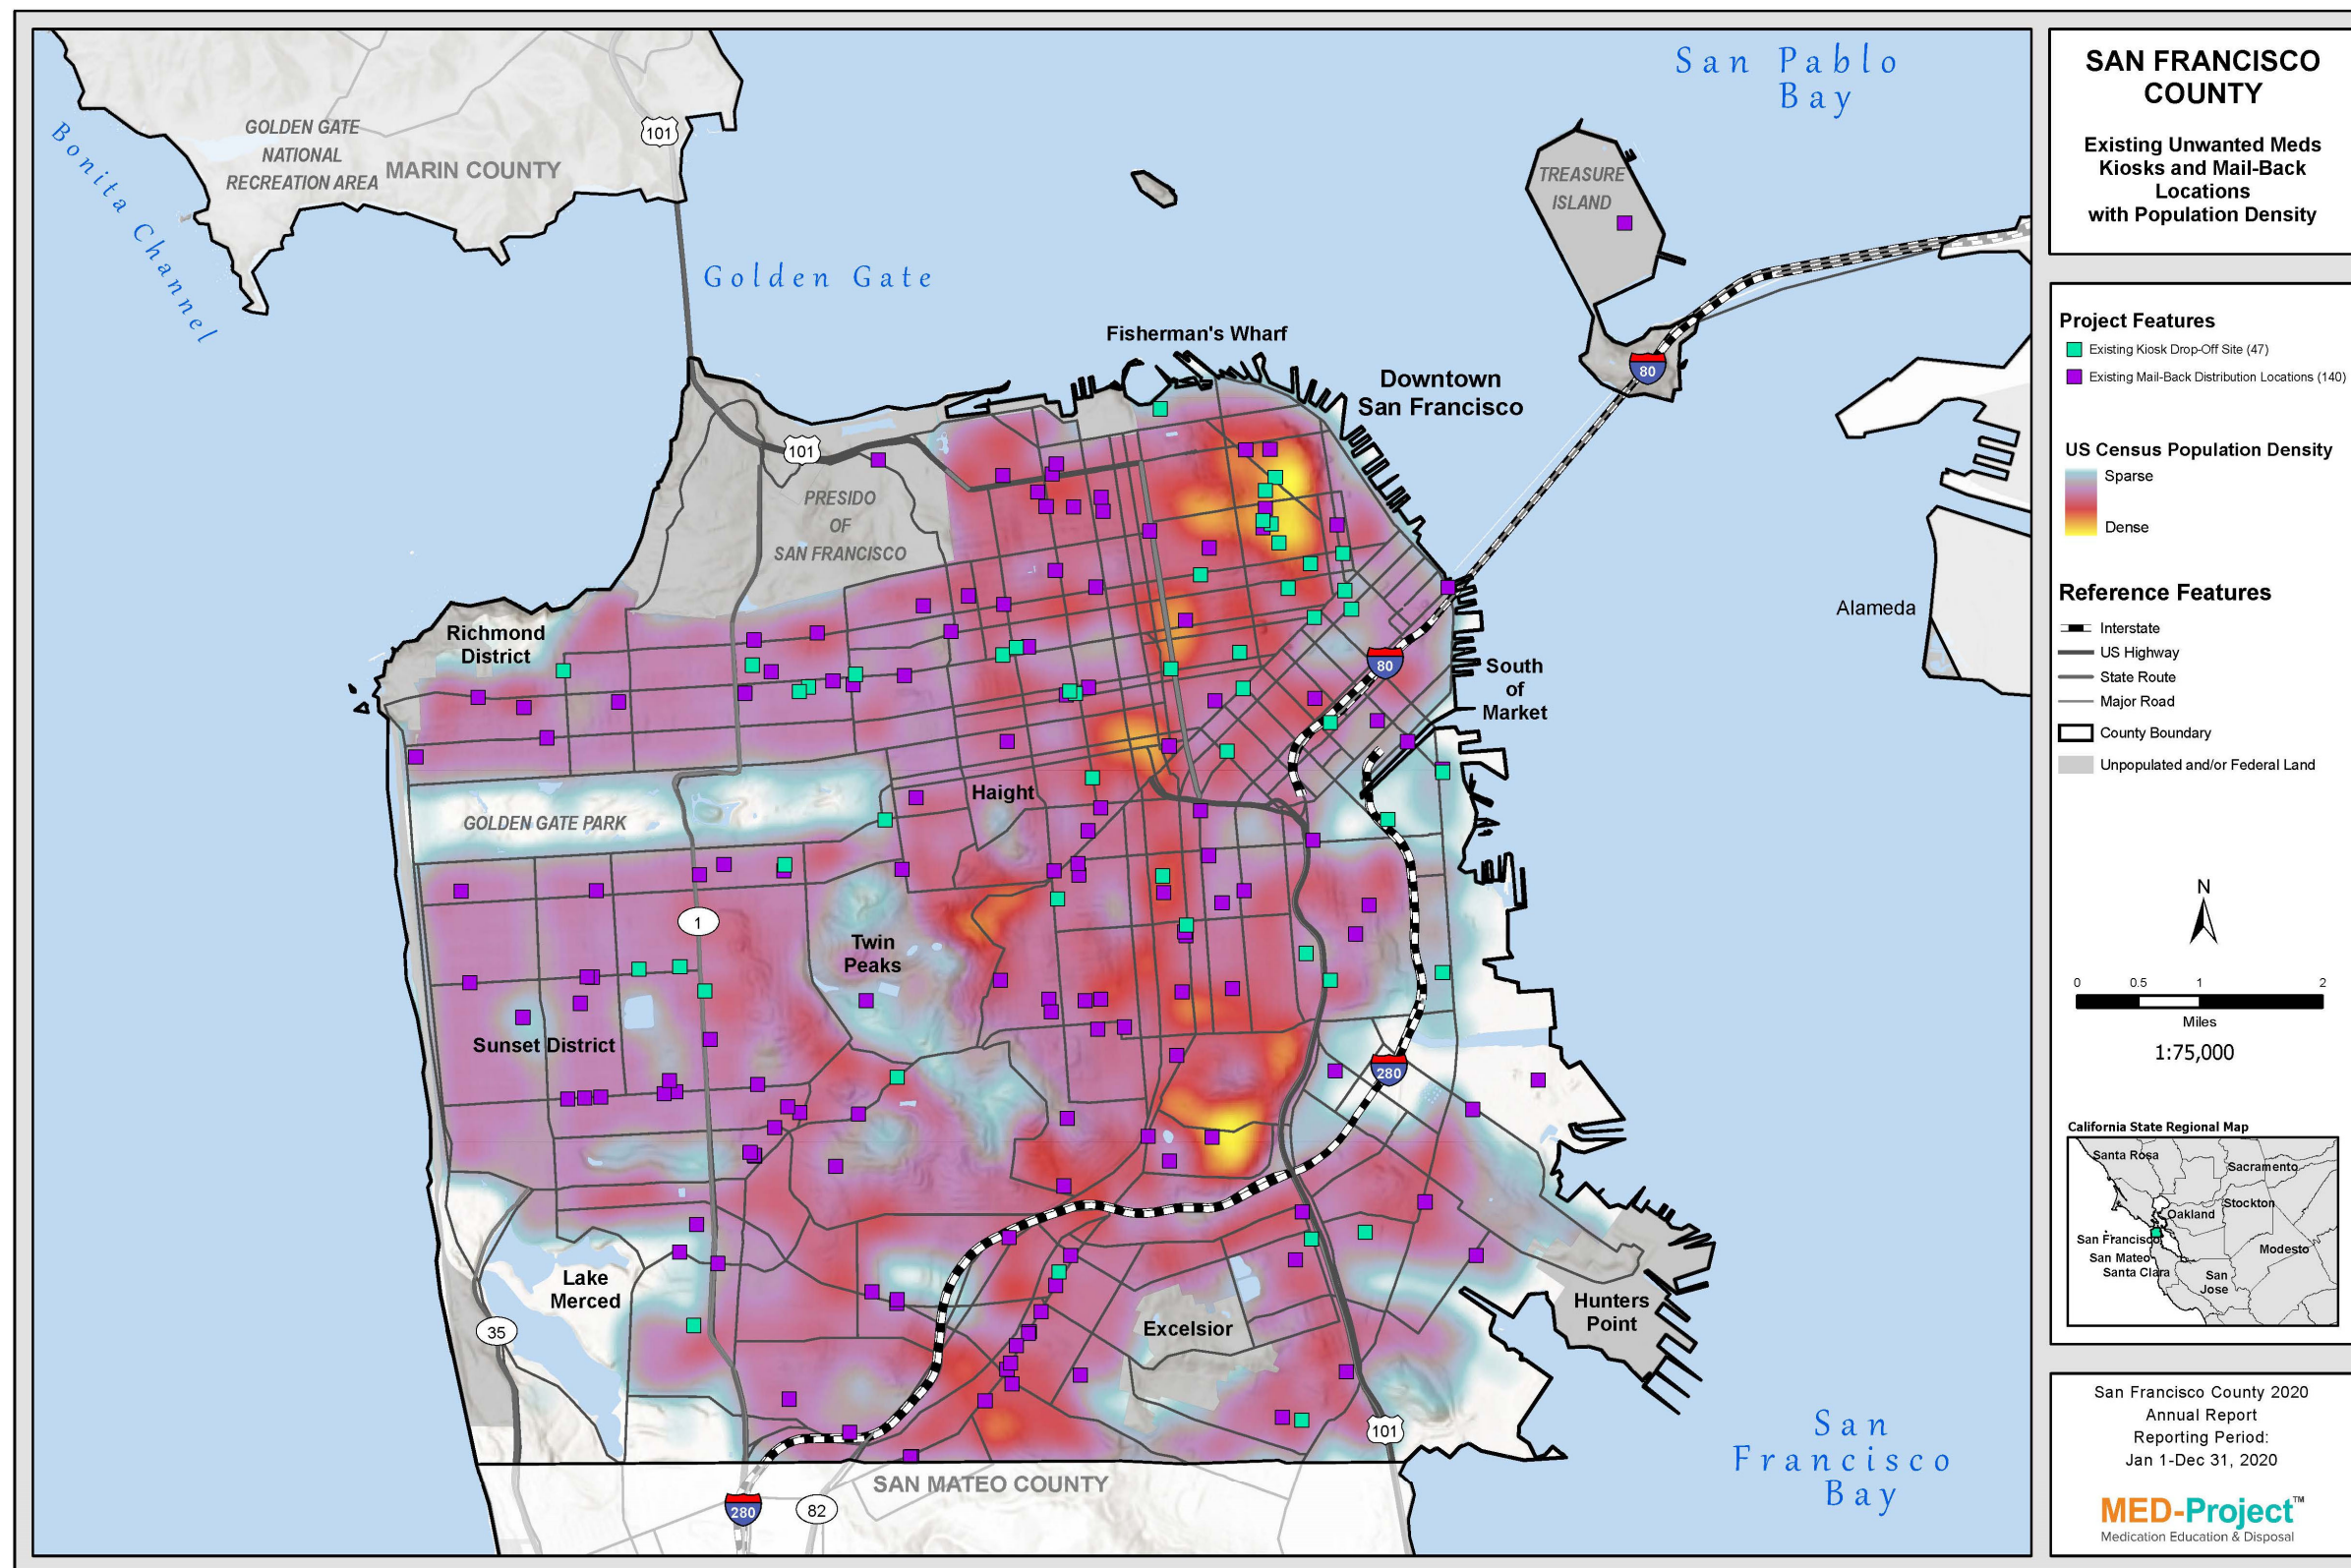 SAN FRANCISCO
COUNTY
Existing Unwanted Meds
Kiosks and Mail-Back
Locations
with Population Density
Project Features
Existing Kiosk Drop-Off Site (47)
Existing Mail-Back Distribution Locations (140)
US Census Population Density
Sparse
Dense
Reference Features
Interstate
US Highway
State Route
Major Road
County Boundary
Unpopulated and/or Federal Land
N
0 0.5 1 2
Miles
1:75,000
California State Regional Map
Santa Rosa
Sacramento
Stockton
Oakland
San Francisco
Modesto
San Mateo
Santa Clara
San
Jose
San Francisco County 2020
Annual Report
Reporting Period:
Jan 1-Dec 31, 2020
MED-Project™
Medication Education & Disposal
San Pablo
Bay
Bonita Channel
GOLDEN GATE
NATIONAL
RECREATION AREA
MARIN COUNTY
101
TREASURE
ISLAND
Golden Gate
Fisherman's Wharf
80
Downtown
San Francisco
101
PRESIDO
OF
SAN FRANCISCO
Alameda
Richmond
District
80
South
of
Market
Haight
GOLDEN GATE PARK
1
Twin
Peaks
Sunset District
280
Lake
Merced
35
Excelsior
Hunters
Point
101
San
Francisco
Bay
SAN MATEO COUNTY
280
82